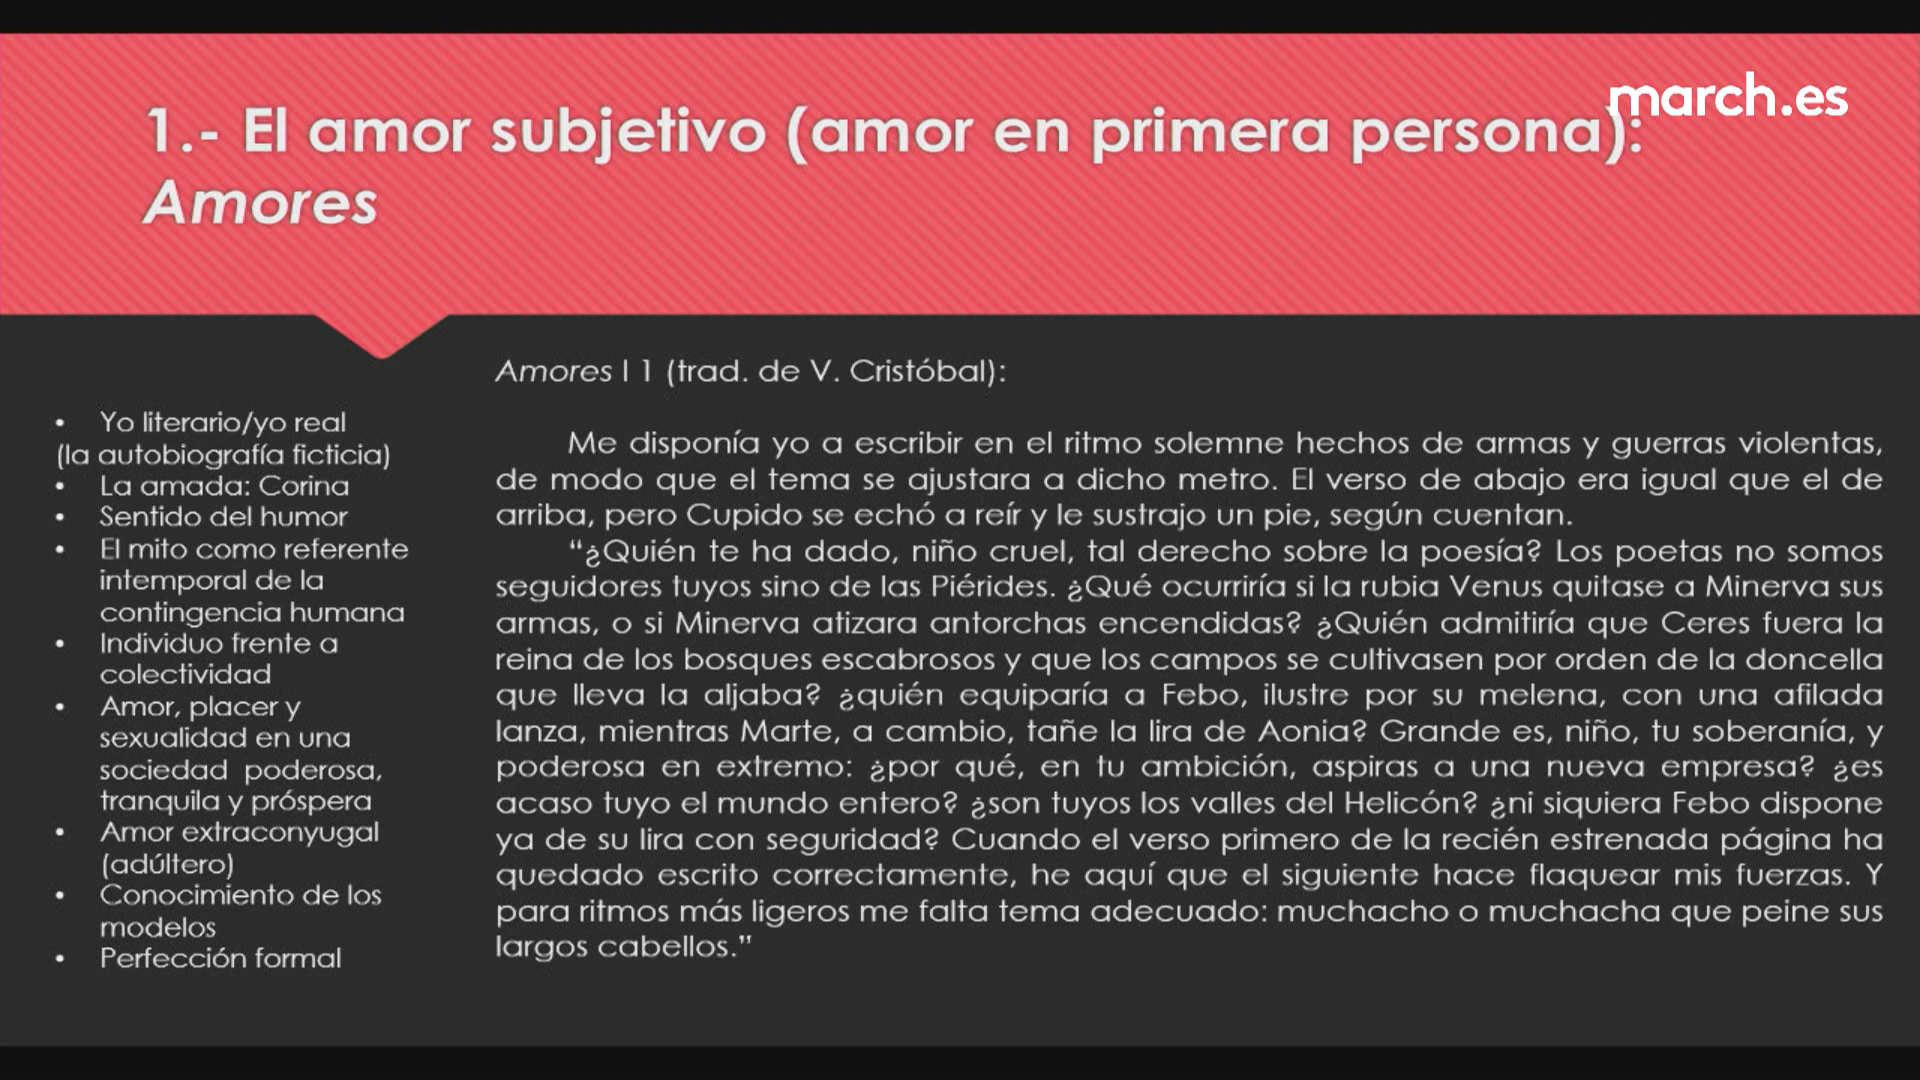 march.es
1.- El amor subjetivo (amor en primera persona):
Amores
• Yo literario/yo real
(la autobiografía ficticia)
• La amada: Corina
• Sentido del humor
• El mito como referente
intemporal de la
contingencia humana
• Individuo frente a
colectividad
• Amor, placer y
sexualidad en una
sociedad poderosa,
tranquila y próspera
• Amor extraconyugal
(adúltero)
• Conocimiento de los
modelos
• Perfección formal
Amores I 1 (trad. de V. Cristóbal):
Me disponía yo a escribir en el ritmo solemne hechos de armas y guerras violentas,
de modo que el tema se ajustara a dicho metro. El verso de abajo era igual que el de
arriba, pero Cupido se echó a reír y le sustrajo un pie, según cuentan.
“¿Quién te ha dado, niño cruel, tal derecho sobre la poesía? Los poetas no somos
seguidores tuyos sino de las Piérides. ¿Qué ocurriría si la rubia Venus quitase a Minerva sus
armas, o si Minerva atizara antorchas encendidas? ¿Quién admitiría que Ceres fuera la
reina de los bosques escabrosos y que los campos se cultivasen por orden de la doncella
que lleva la aljaba? ¿quién equiparía a Febo, ilustre por su melena, con una afilada
lanza, mientras Marte, a cambio, tañe la lira de Aonia? Grande es, niño, tu soberanía, y
poderosa en extremo: ¿por qué, en tu ambición, aspiras a una nueva empresa? ¿es
acaso tuyo el mundo entero? ¿son tuyos los valles del Helicón? ¿ni siquiera Febo dispone
ya de su lira con seguridad? Cuando el verso primero de la recién estrenada página ha
quedado escrito correctamente, he aquí que el siguiente hace flaquear mis fuerzas. Y
para ritmos más ligeros me falta tema adecuado: muchacho o muchacha que peine sus
largos cabellos.”